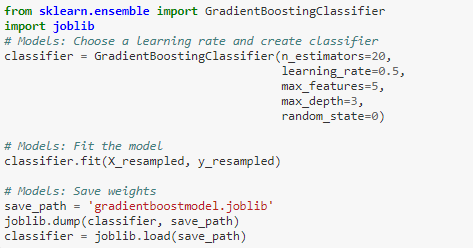 from sklearn.ensemble import GradientBoostingClassifier
import joblib
# Models: Choose a learning rate and create classifier
classifier = GradientBoostingClassifier(n_estimators=20,
                                        learning_rate=0.5,
                                        max_features=5,
                                        max_depth=3,
                                        random_state=0)

# Models: Fit the model
classifier.fit(X_resampled, y_resampled)

# Models: Save weights
save_path = 'gradientboostmodel.joblib'
joblib.dump(classifier, save_path)
classifier = joblib.load(save_path)